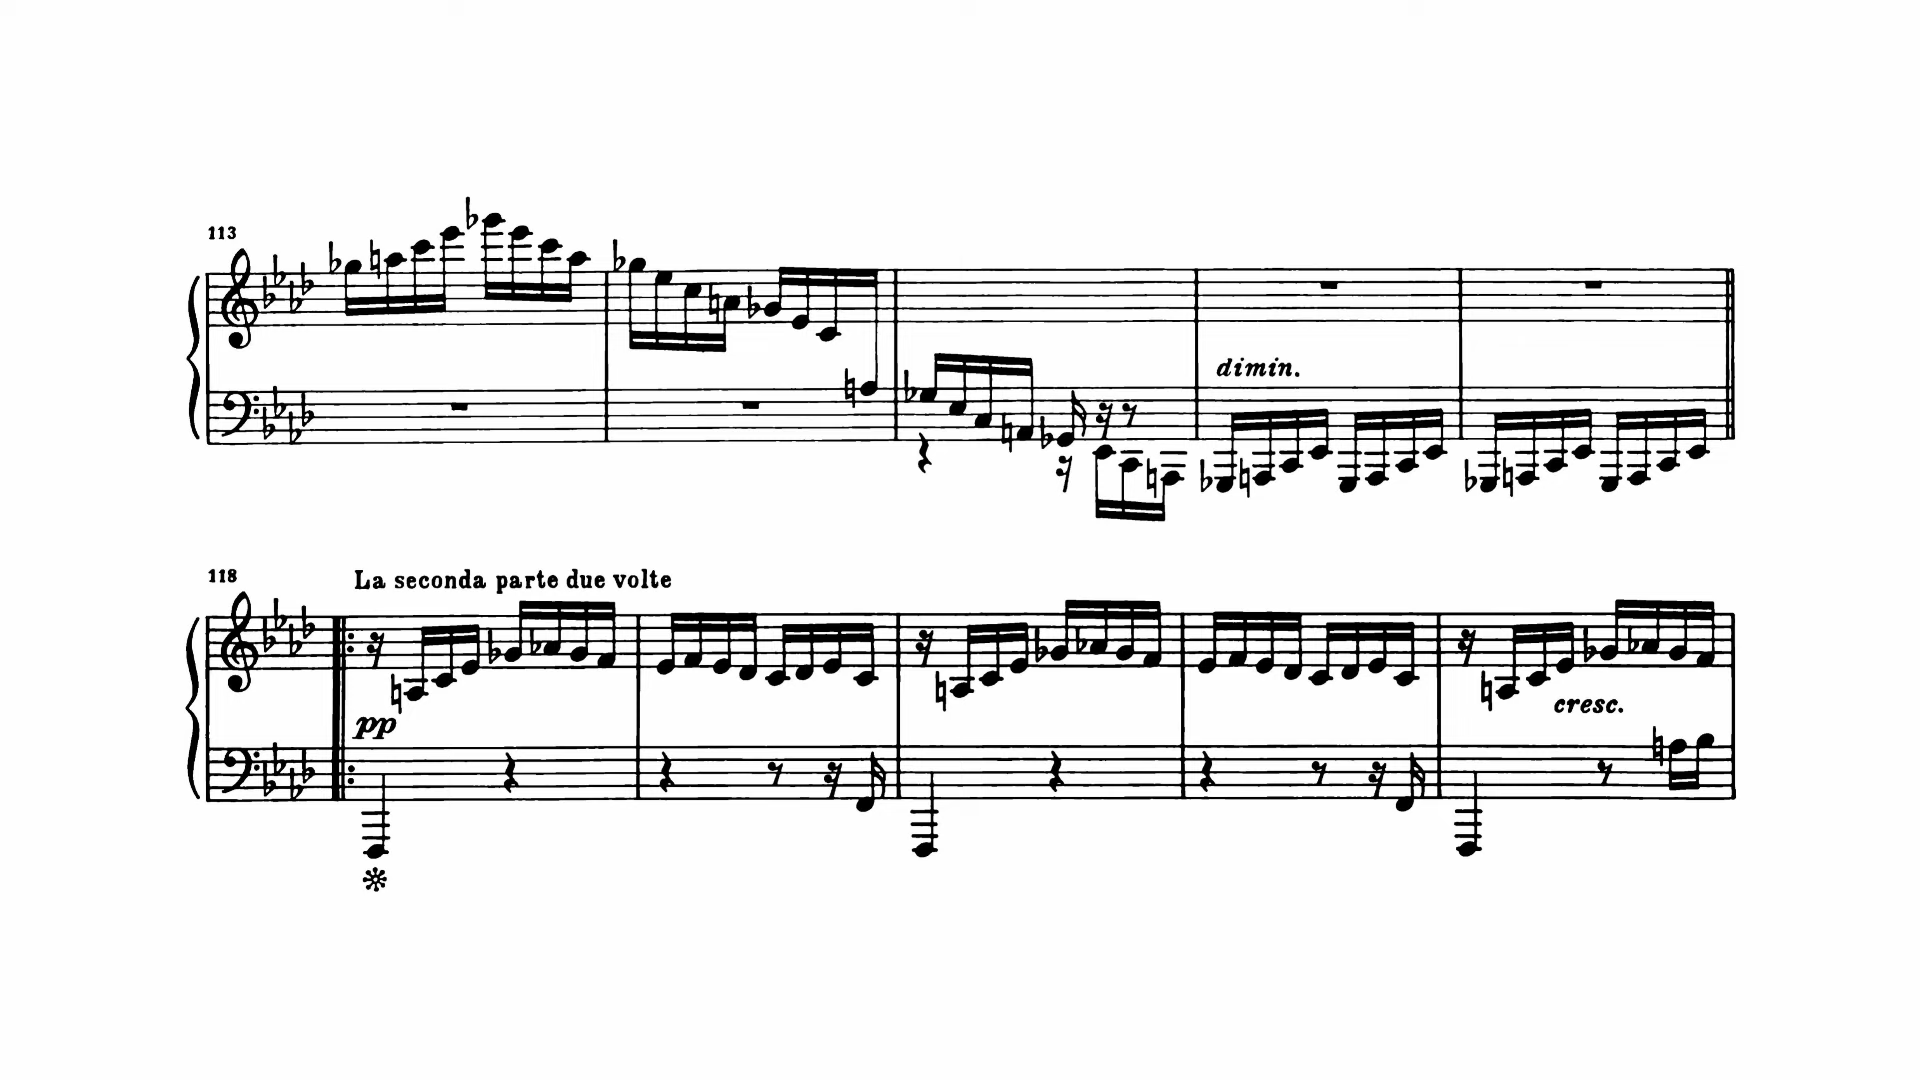 113
dimin.
118
La seconda parte due volte
pp
cresc.